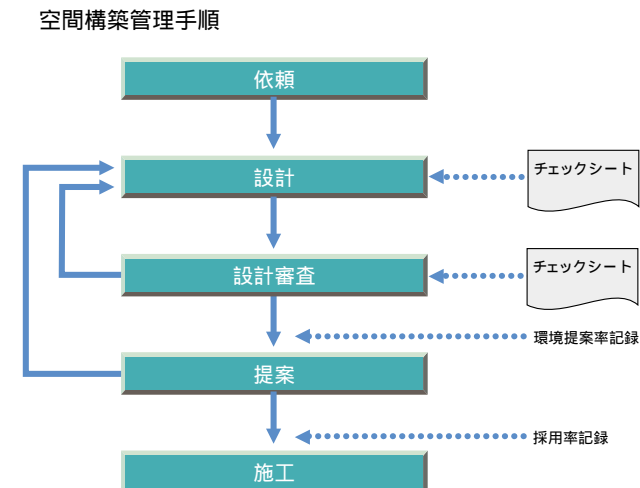 空間構築管理手順
依頼
設計
チェックシート
設計審査
チェックシート
環境提案率記録
提案
採用率記録
施工